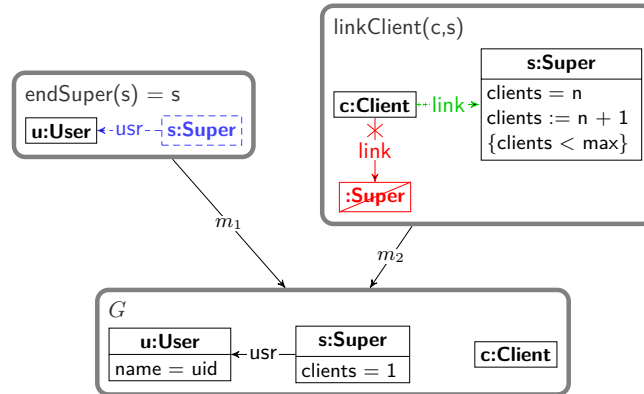 endSuper(s) = s
u:User
usr
s:Super
linkClient(c,s)
s:Super
clients = n
clients := n + 1
{clients < max}
c:Client
link
link
:Super
m1
m2
G
u:User
name = uid
usr
s:Super
clients = 1
c:Client